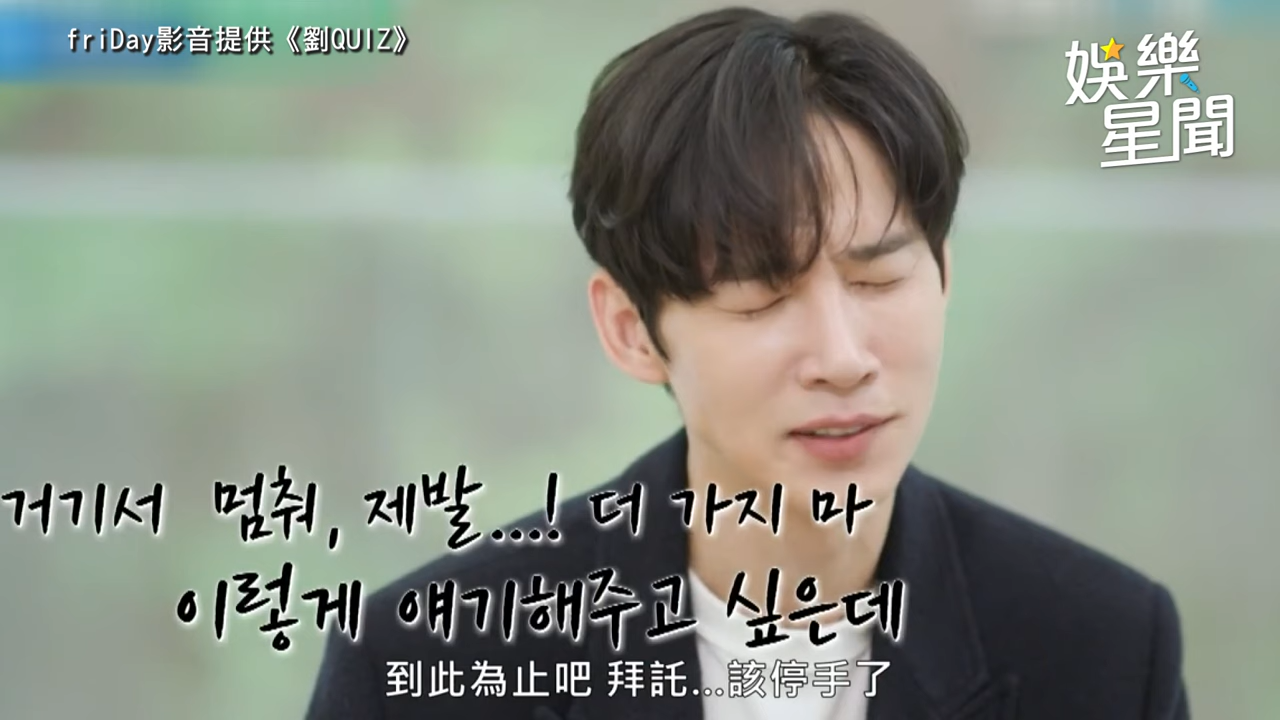 friDay影音提供《劉QUIZ》
娛樂
星聞
거기서 멈춰, 제발...! 더 가지 마
이렇게 얘기해주고 싶은데
到此為止吧 拜託...該停手了